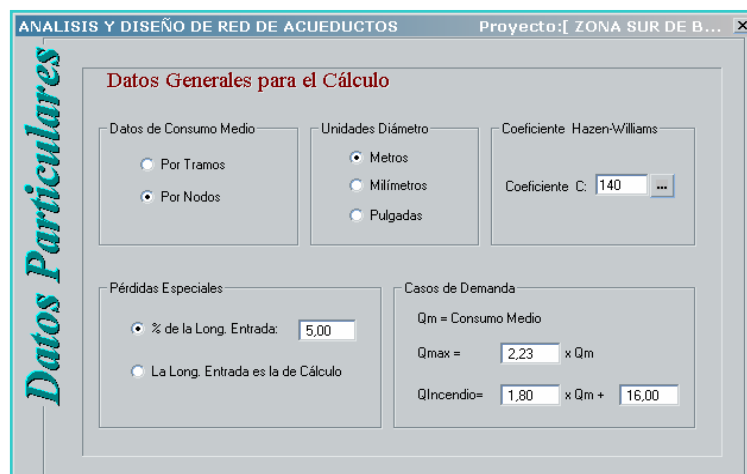 ANALISIS Y DISEÑO DE RED DE ACUEDUCTOS Proyecto:[ ZONA SUR DE B... X
Datos Particulares
Datos Generales para el Cálculo
Datos de Consumo Medio
Por Tramos
Por Nodos
Unidades Diámetro
Metros
Milímetros
Pulgadas
Coeficiente Hazen-Williams
Coeficiente C: 140 ...
Pérdidas Especiales
% de la Long. Entrada: 5,00
La Long. Entrada es la de Cálculo
Casos de Demanda
Qm = Consumo Medio
Qmax = 2,23 x Qm
QIncendio= 1,80 x Qm + 16,00